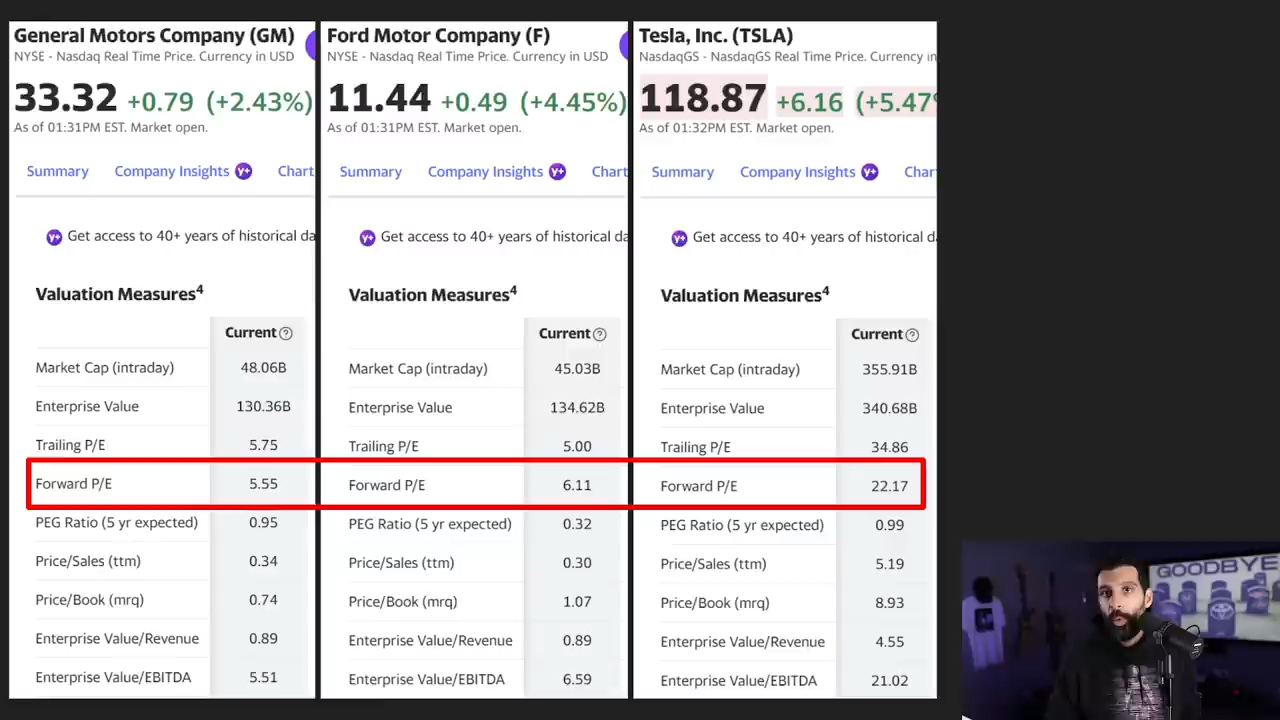 General Motors Company (GM)
NYSE - Nasdaq Real Time Price. Currency in USD
33.32 +0.79 (+2.43%)
As of 01:31PM EST. Market open.
Summary Company Insights Y+ Chart
Y+ Get access to 40+ years of historical da
Valuation Measures4
Current ?
Market Cap (intraday) 48.06B
Enterprise Value 130.36B
Trailing P/E 5.75
Forward P/E 5.55
PEG Ratio (5 yr expected) 0.95
Price/Sales (ttm) 0.34
Price/Book (mrq) 0.74
Enterprise Value/Revenue 0.89
Enterprise Value/EBITDA 5.51
Ford Motor Company (F)
NYSE - Nasdaq Real Time Price. Currency in USD
11.44 +0.49 (+4.45%)
As of 01:31PM EST. Market open.
Summary Company Insights Y+ Chart
Y+ Get access to 40+ years of historical da
Valuation Measures4
Current ?
Market Cap (intraday) 45.03B
Enterprise Value 134.62B
Trailing P/E 5.00
Forward P/E 6.11
PEG Ratio (5 yr expected) 0.32
Price/Sales (ttm) 0.30
Price/Book (mrq) 1.07
Enterprise Value/Revenue 0.89
Enterprise Value/EBITDA 6.59
Tesla, Inc. (TSLA)
NasdaqGS - NasdaqGS Real Time Price. Currency in
118.87 +6.16 (+5.47%
As of 01:32PM EST. Market open.
Summary Company Insights Y+ Char
Y+ Get access to 40+ years of historical da
Valuation Measures4
Current ?
Market Cap (intraday) 355.91B
Enterprise Value 340.68B
Trailing P/E 34.86
Forward P/E 22.17
PEG Ratio (5 yr expected) 0.99
Price/Sales (ttm) 5.19
Price/Book (mrq) 8.93
Enterprise Value/Revenue 4.55
Enterprise Value/EBITDA 21.02
GOODBYE